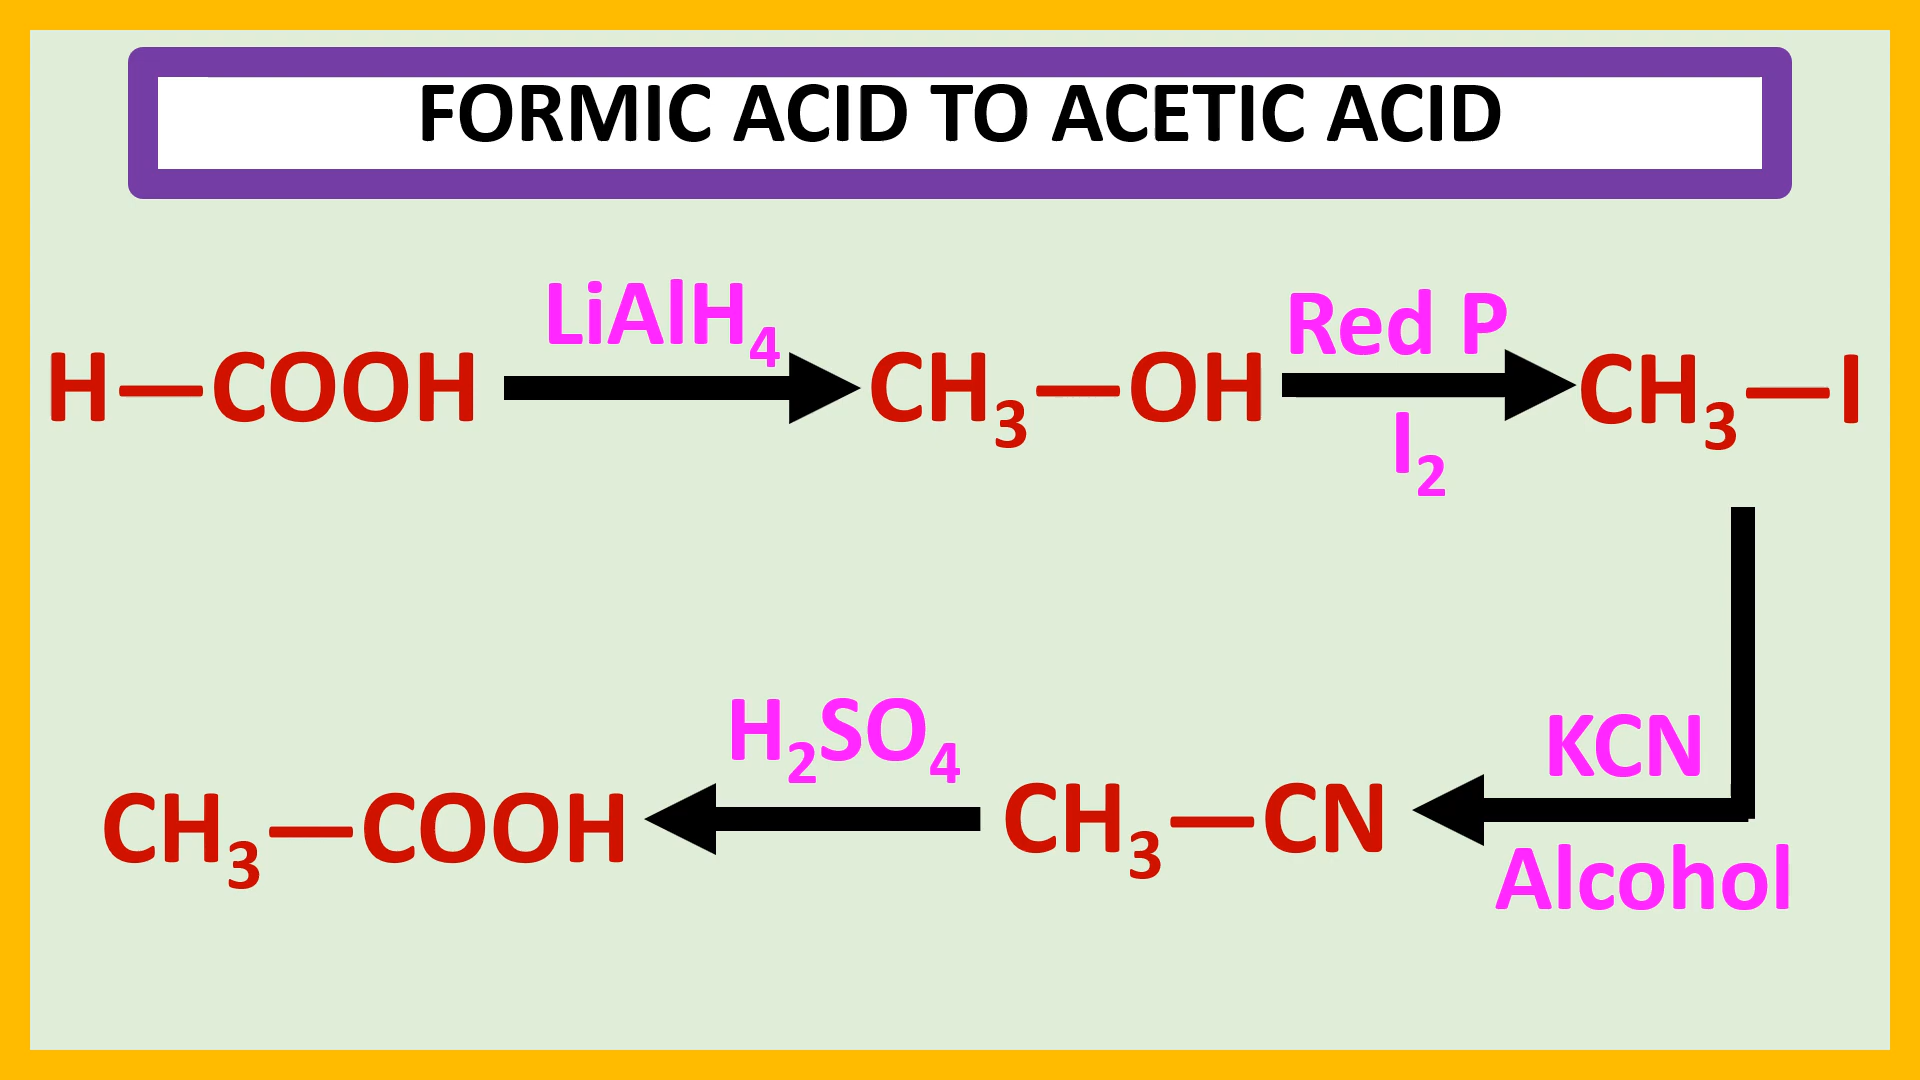 FORMIC ACID TO ACETIC ACID
LiAlH₄
Red P
H—COOH
CH₃—OH
CH₃—I
I₂
H₂SO₄
KCN
CH₃—COOH
CH₃—CN
Alcohol